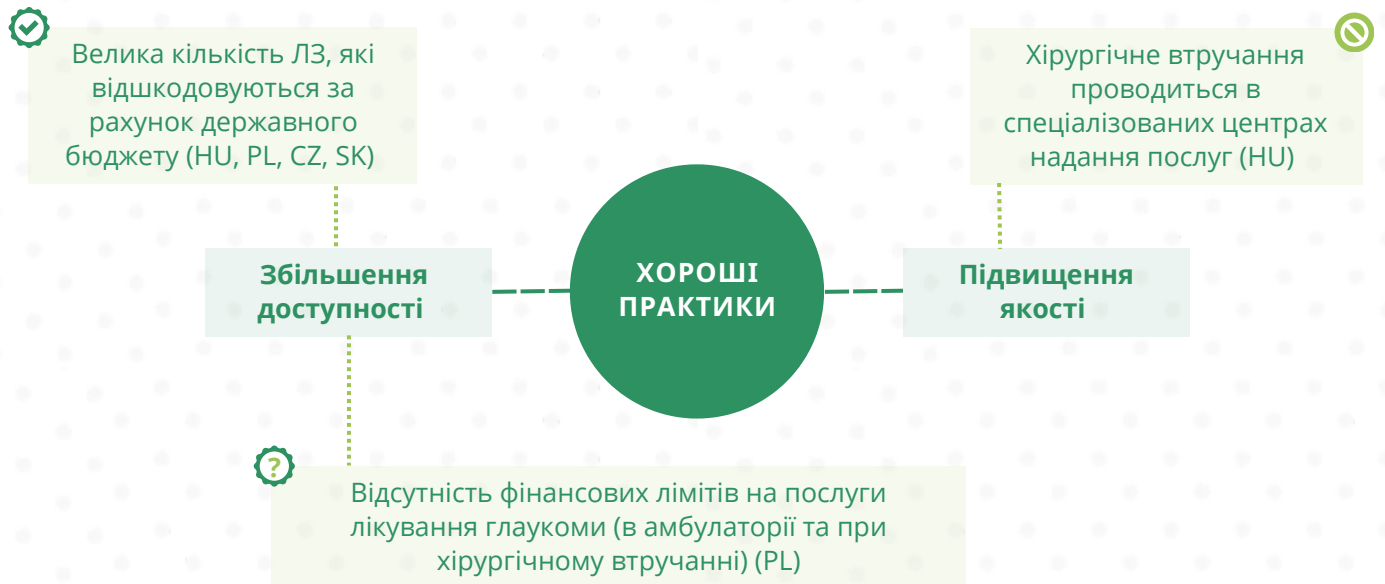 Велика кількість ЛЗ, які
відшкодовуються за
рахунок державного
бюджету (HU, PL, CZ, SK)
Хірургічне втручання
проводиться в
спеціалізованих центрах
надання послуг (HU)
Збільшення
доступності
ХОРОШІ
ПРАКТИКИ
Підвищення
якості
?
Відсутність фінансових лімітів на послуги
лікування глаукоми (в амбулаторії та при
хірургічному втручанні) (PL)